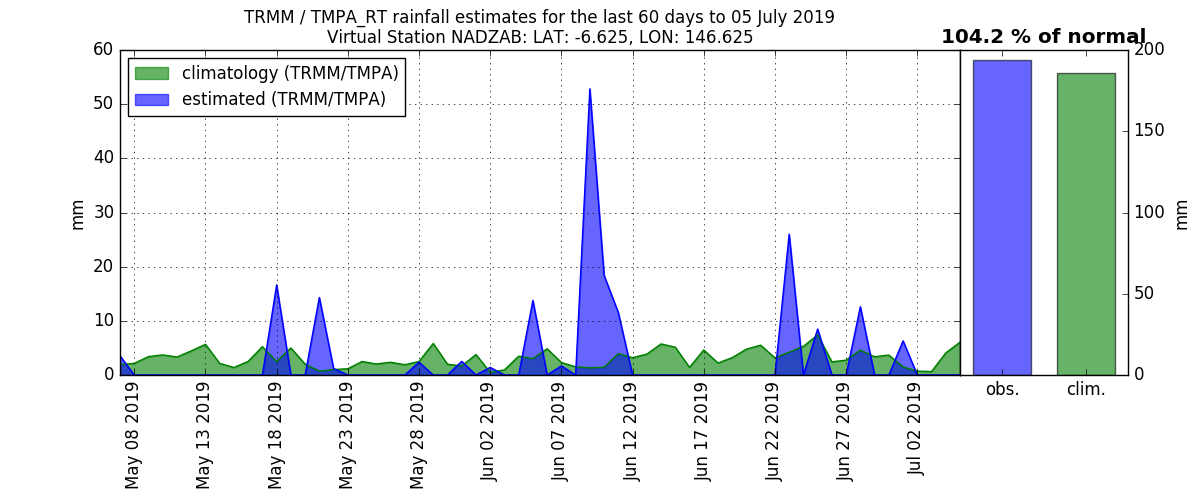 TRMM / TMPA_RT rainfall estimates for the last 60 days to 05 July 2019
Virtual Station NADZAB: LAT: -6.625, LON: 146.625
104.2 % of normal
climatology (TRMM/TMPA)
estimated (TRMM/TMPA)
60
50
40
30
20
10
0
mm
May 08 2019
May 13 2019
May 18 2019
May 23 2019
May 28 2019
Jun 02 2019
Jun 07 2019
Jun 12 2019
Jun 17 2019
Jun 22 2019
Jun 27 2019
Jul 02 2019
200
150
100
50
0
mm
obs.
clim.